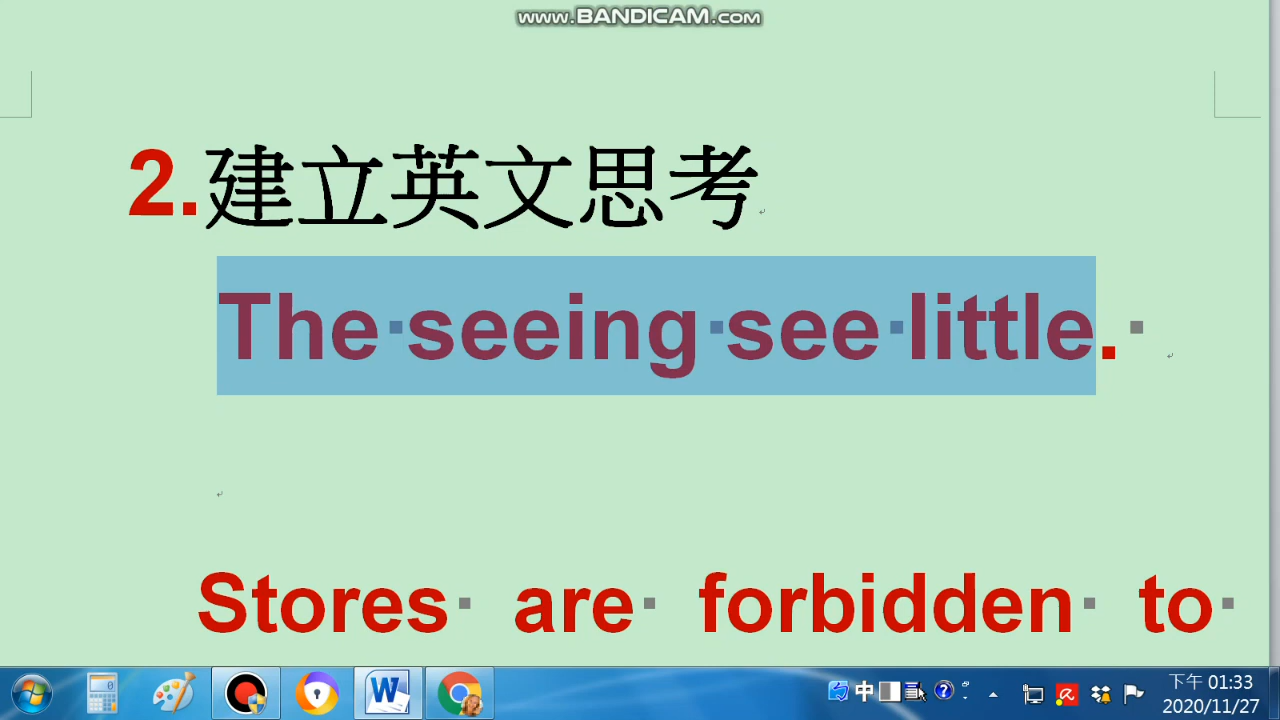 www.BANDICAM.com
2.建立英文思考
The seeing see little.
Stores are forbidden to
中
下午 01:33
2020/11/27